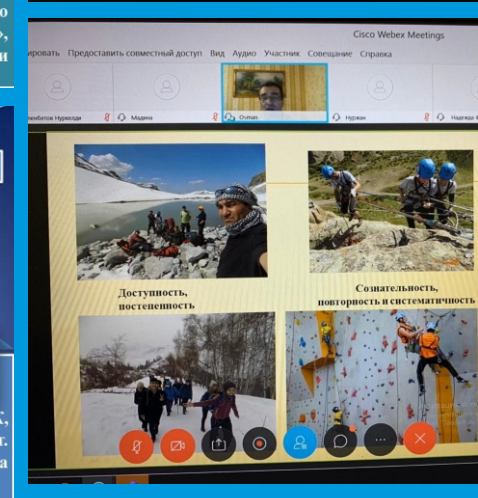 ю
»,
и
Cisco Webex Meetings
ировать Предоставить совместный доступ Вид Аудио Участник Совещание Справка
Мадина
Osman
Нуржан
Надежда
Доступность,
постепенность
Сознательность,
повторность и систематичность
К,
т.
а